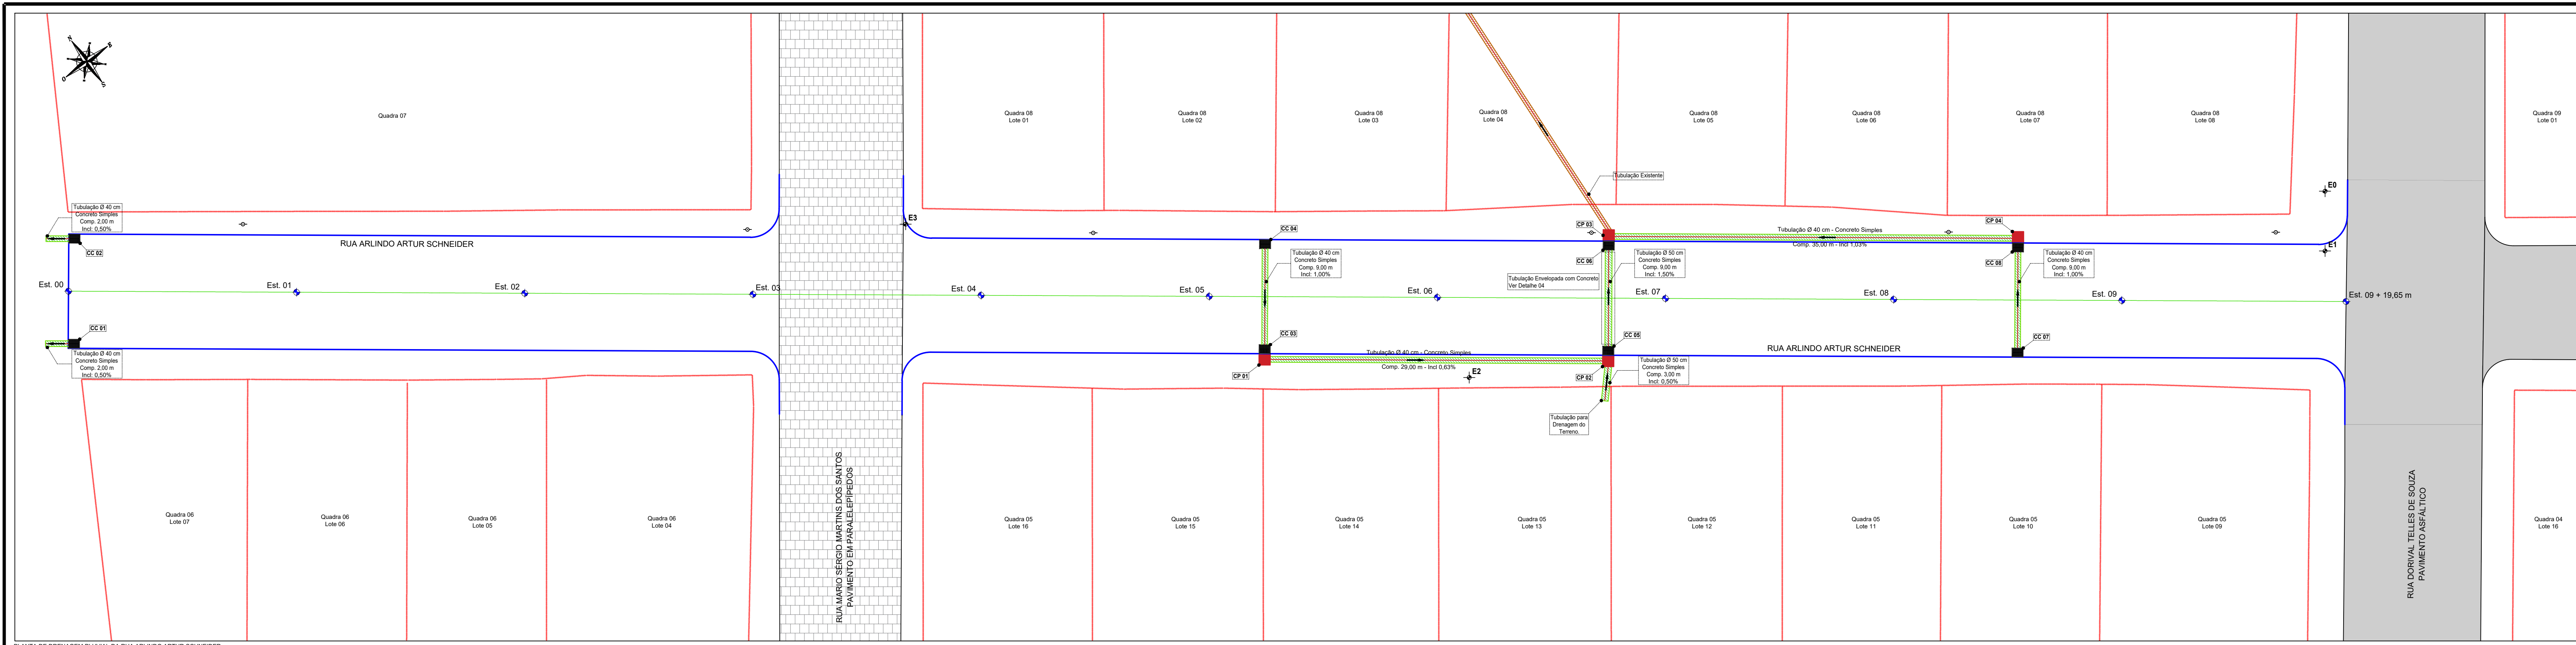 N
O
S
Quadra 07
Quadra 08
Lote 01
Quadra 08
Lote 02
Quadra 08
Lote 03
Quadra 08
Lote 04
Quadra 08
Lote 05
Quadra 08
Lote 06
Quadra 08
Lote 07
Quadra 08
Lote 08
Quadra 09
Lote 01
Tubulação Existente
E0
Tubulação Ø 40 cm
Concreto Simples
Comp. 2,00 m
Incl: 0,50%
CC 02
RUA ARLINDO ARTUR SCHNEIDER
E3
CC 04
CP 03
CP 04
Tubulação Ø 40 cm - Concreto Simples
Comp. 35,00 m - Incl 1,03%
E1
Tubulação Ø 40 cm
Concreto Simples
Comp. 9,00 m
Incl: 1,00%
CC 06
Tubulação Ø 50 cm
Concreto Simples
Comp. 9,00 m
Incl: 1,50%
CC 08
Tubulação Ø 40 cm
Concreto Simples
Comp. 9,00 m
Incl: 1,00%
Tubulação Envelopada com Concreto
Ver Detalhe 04
Est. 00
Est. 01
Est. 02
Est. 03
Est. 04
Est. 05
Est. 06
Est. 07
Est. 08
Est. 09
Est. 09 + 19,65 m
CC 01
CC 03
CC 05
CC 07
Tubulação Ø 40 cm
Concreto Simples
Comp. 2,00 m
Incl: 0,50%
Tubulação Ø 40 cm - Concreto Simples
Comp. 29,00 m - Incl 0,63%
RUA ARLINDO ARTUR SCHNEIDER
CP 01
E2
CP 02
Tubulação Ø 50 cm
Concreto Simples
Comp. 3,00 m
Incl: 0,50%
Tubulação para
Drenagem do
Terreno.
RUA MARIO SÉRGIO MARTINS DOS SANTOS
PAVIMENTO EM PARALELEPÍPEDOS
RUA DORIVAL TELLES DE SOUZA
PAVIMENTO ASFÁLTICO
Quadra 06
Lote 07
Quadra 06
Lote 06
Quadra 06
Lote 05
Quadra 06
Lote 04
Quadra 05
Lote 16
Quadra 05
Lote 15
Quadra 05
Lote 14
Quadra 05
Lote 13
Quadra 05
Lote 12
Quadra 05
Lote 11
Quadra 05
Lote 10
Quadra 05
Lote 09
Quadra 04
Lote 16